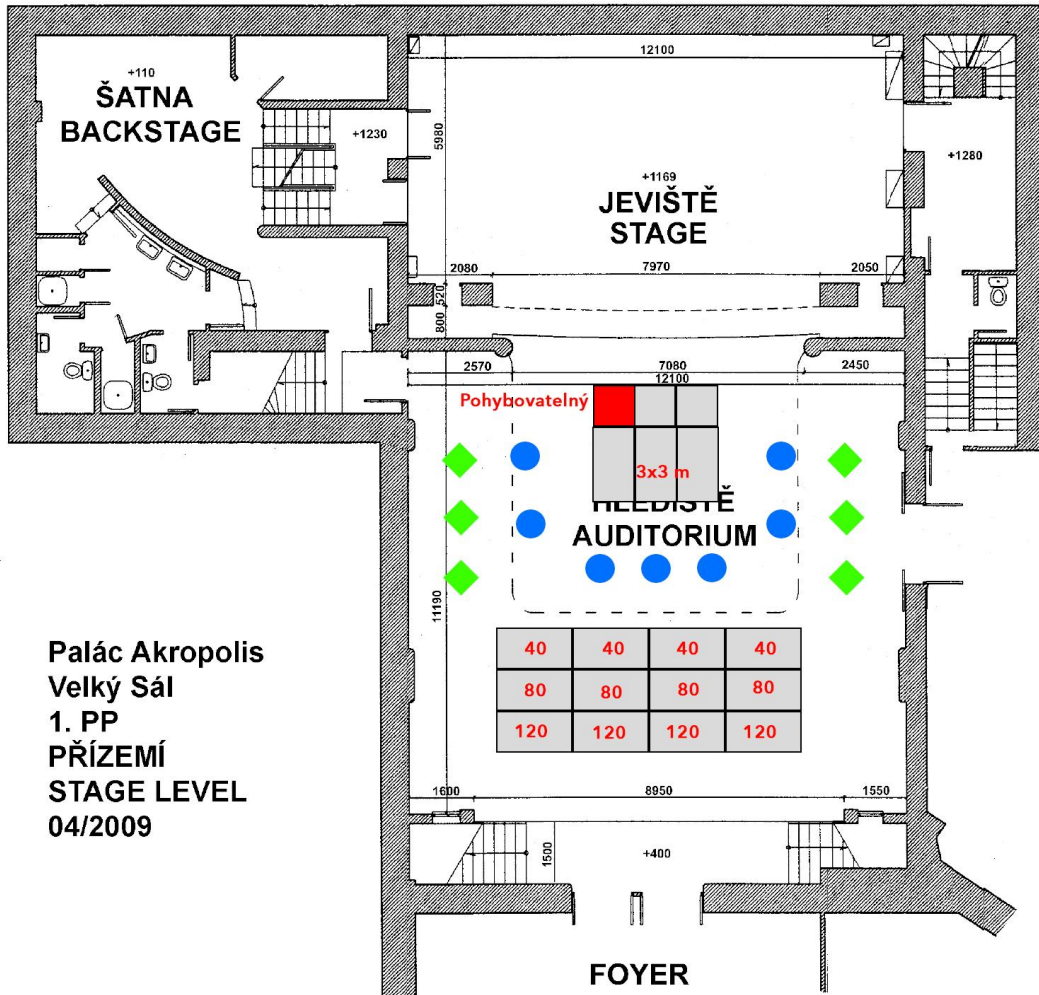 12100
+110
ŠATNA
BACKSTAGE
+1230
5980
+1280
+1169
JEVIŠTĚ
STAGE
2080
7970
2050
520
800
2570
7080
2450
12100
Pohybovatelný
3x3 m
HLEDIŠTĚ
AUDITORIUM
11190
40
40
40
40
80
80
80
80
120
120
120
120
Palác Akropolis
Velký Sál
1. PP
PŘÍZEMÍ
STAGE LEVEL
04/2009
1600
8950
1550
1500
+400
FOYER